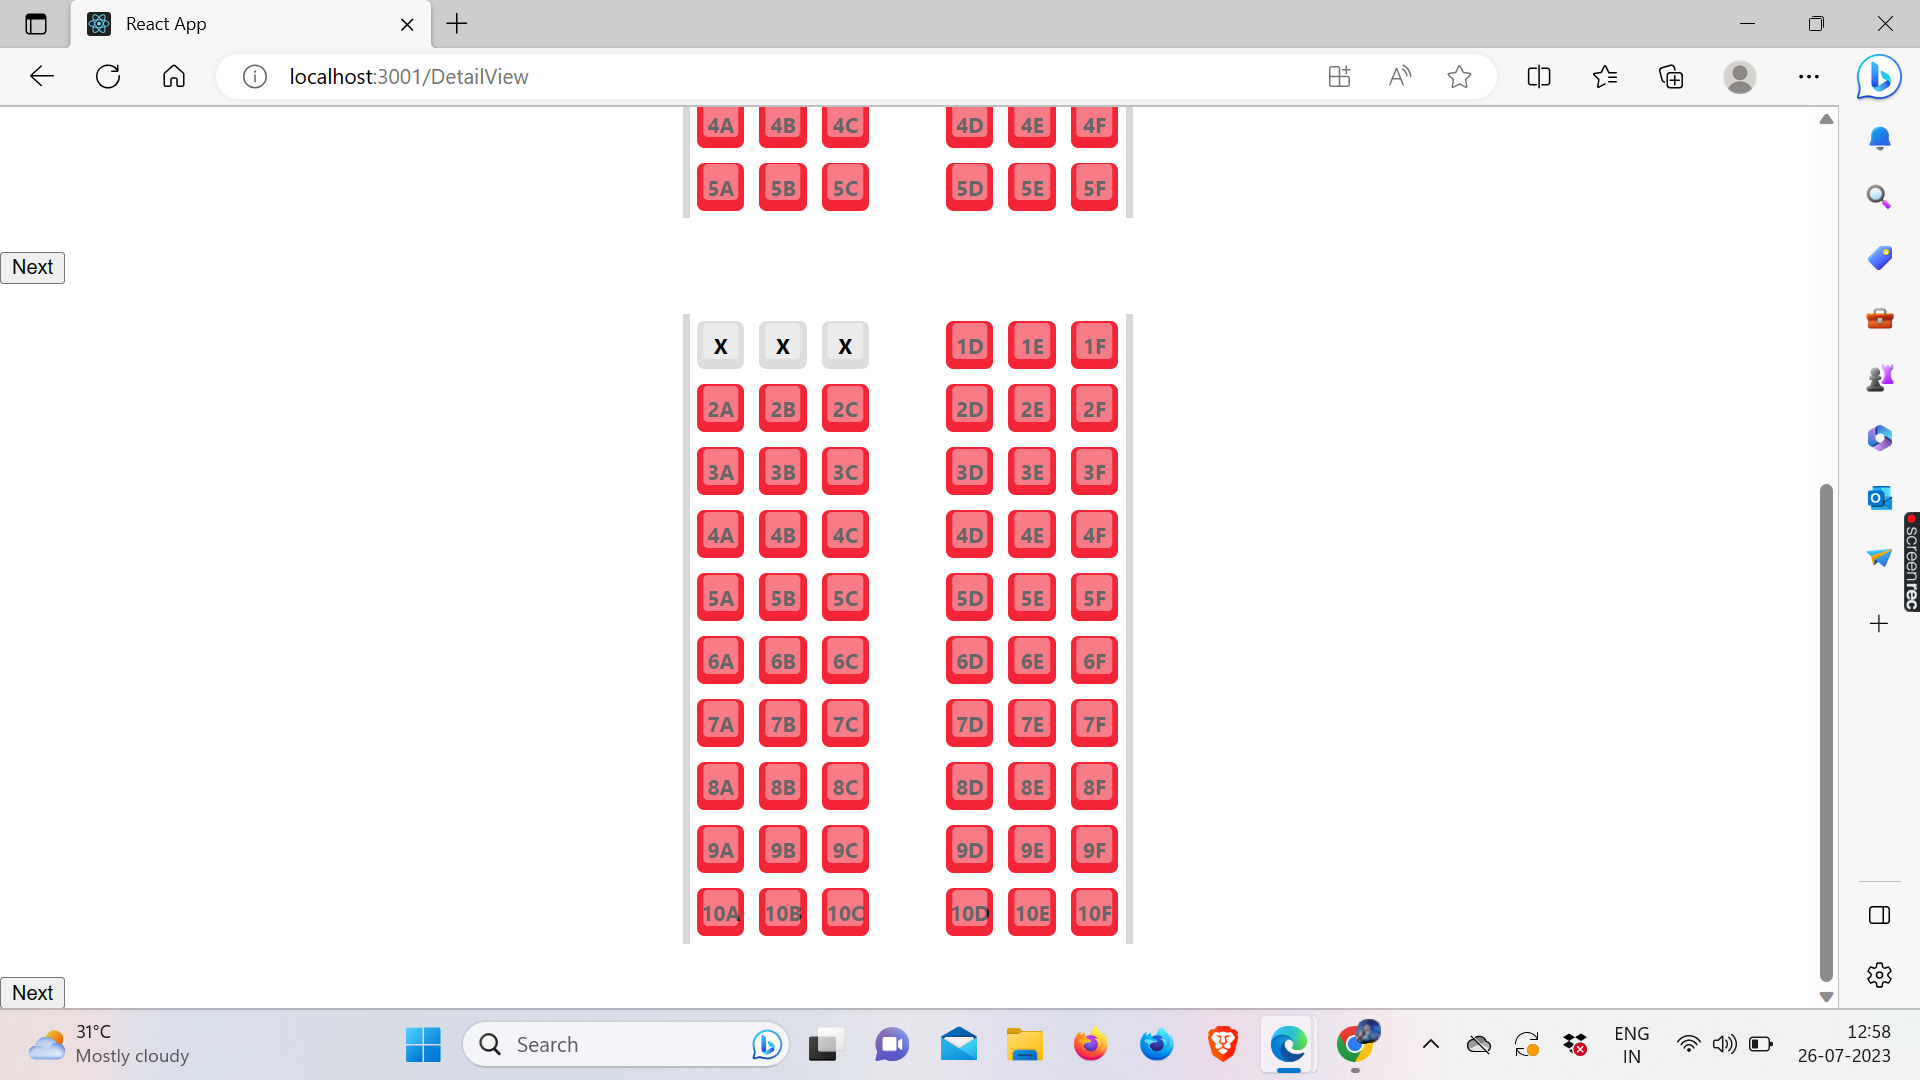 React App
localhost:3001/DetailView
4A 4B 4C 4D 4E 4F
5A 5B 5C 5D 5E 5F
Next
X X X 1D 1E 1F
2A 2B 2C 2D 2E 2F
3A 3B 3C 3D 3E 3F
4A 4B 4C 4D 4E 4F
5A 5B 5C 5D 5E 5F
6A 6B 6C 6D 6E 6F
7A 7B 7C 7D 7E 7F
8A 8B 8C 8D 8E 8F
9A 9B 9C 9D 9E 9F
10A 10B 10C 10D 10E 10F
Next
screenrec
31°C
Mostly cloudy
Search
ENG
IN
12:58
26-07-2023